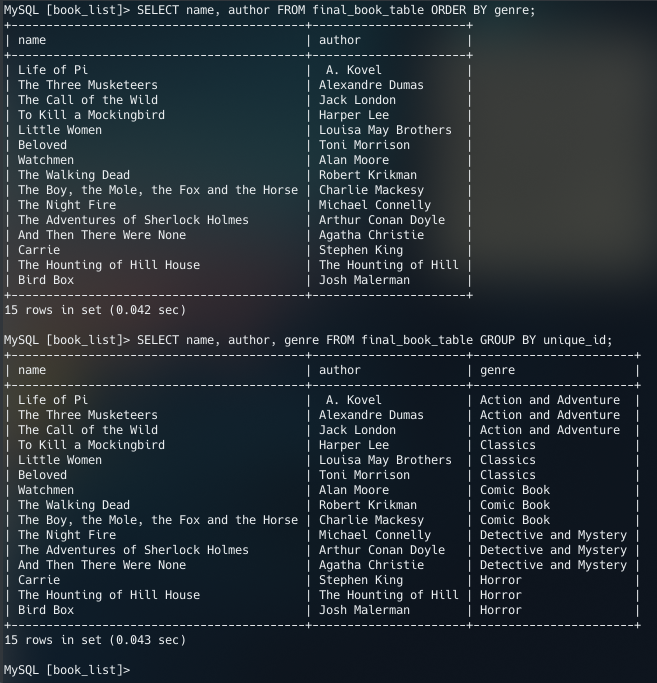 MySQL [book_list]> SELECT name, author FROM final_book_table ORDER BY genre;
+-----------------------------------------+----------------------+
| name                                    | author               |
+-----------------------------------------+----------------------+
| Life of Pi                              |  A. Kovel            |
| The Three Musketeers                    | Alexandre Dumas      |
| The Call of the Wild                    | Jack London          |
| To Kill a Mockingbird                   | Harper Lee           |
| Little Women                            | Louisa May Brothers  |
| Beloved                                 | Toni Morrison        |
| Watchmen                                | Alan Moore           |
| The Walking Dead                        | Robert Krikman       |
| The Boy, the Mole, the Fox and the Horse | Charlie Mackesy      |
| The Night Fire                          | Michael Connelly     |
| The Adventures of Sherlock Holmes       | Arthur Conan Doyle   |
| And Then There Were None                | Agatha Christie      |
| Carrie                                  | Stephen King         |
| The Hounting of Hill House              | The Hounting of Hill |
| Bird Box                                | Josh Malerman        |
+-----------------------------------------+----------------------+
15 rows in set (0.042 sec)
MySQL [book_list]> SELECT name, author, genre FROM final_book_table GROUP BY unique_id;
+-----------------------------------------+----------------------+-----------------------+
| name                                    | author               | genre                 |
+-----------------------------------------+----------------------+-----------------------+
| Life of Pi                              |  A. Kovel            | Action and Adventure  |
| The Three Musketeers                    | Alexandre Dumas      | Action and Adventure  |
| The Call of the Wild                    | Jack London          | Action and Adventure  |
| To Kill a Mockingbird                   | Harper Lee           | Classics              |
| Little Women                            | Louisa May Brothers  | Classics              |
| Beloved                                 | Toni Morrison        | Classics              |
| Watchmen                                | Alan Moore           | Comic Book            |
| The Walking Dead                        | Robert Krikman       | Comic Book            |
| The Boy, the Mole, the Fox and the Horse | Charlie Mackesy      | Comic Book            |
| The Night Fire                          | Michael Connelly     | Detective and Mystery |
| The Adventures of Sherlock Holmes       | Arthur Conan Doyle   | Detective and Mystery |
| And Then There Were None                | Agatha Christie      | Detective and Mystery |
| Carrie                                  | Stephen King         | Horror                |
| The Hounting of Hill House              | The Hounting of Hill | Horror                |
| Bird Box                                | Josh Malerman        | Horror                |
+-----------------------------------------+----------------------+-----------------------+
15 rows in set (0.043 sec)
MySQL [book_list]>